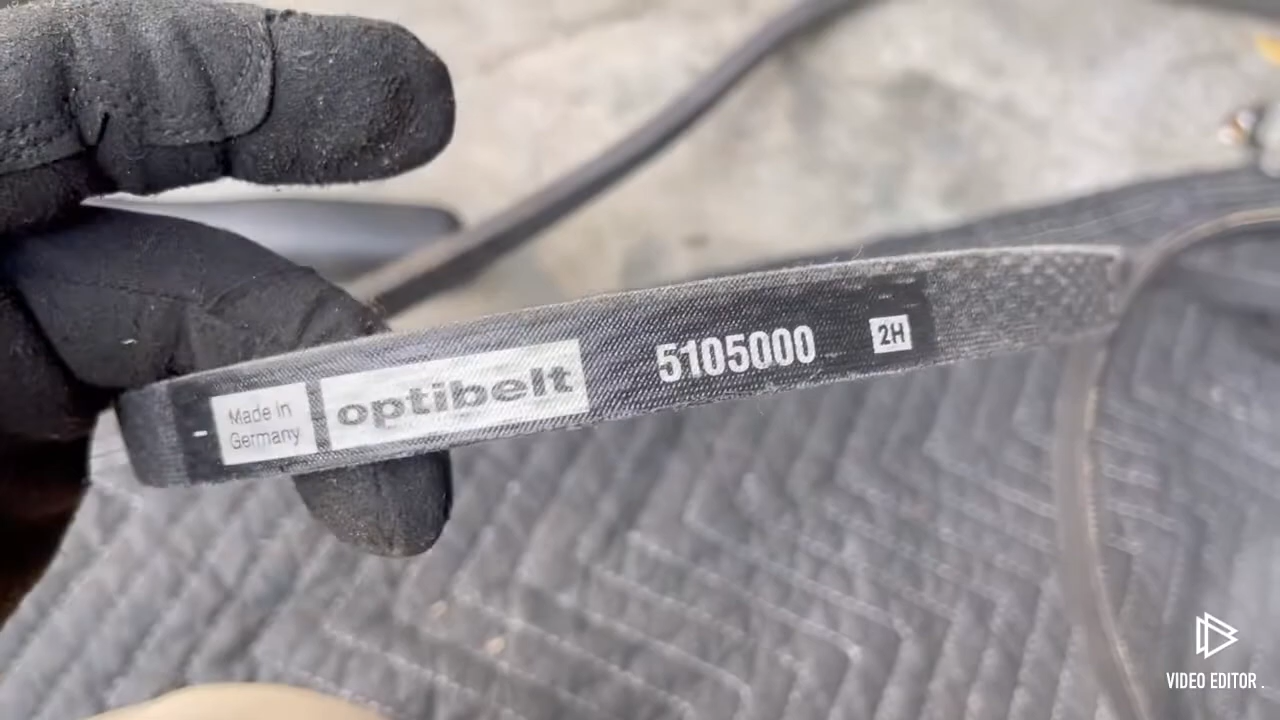 Made in
Germany
optibelt
5105000
2H
VIDEO EDITOR .